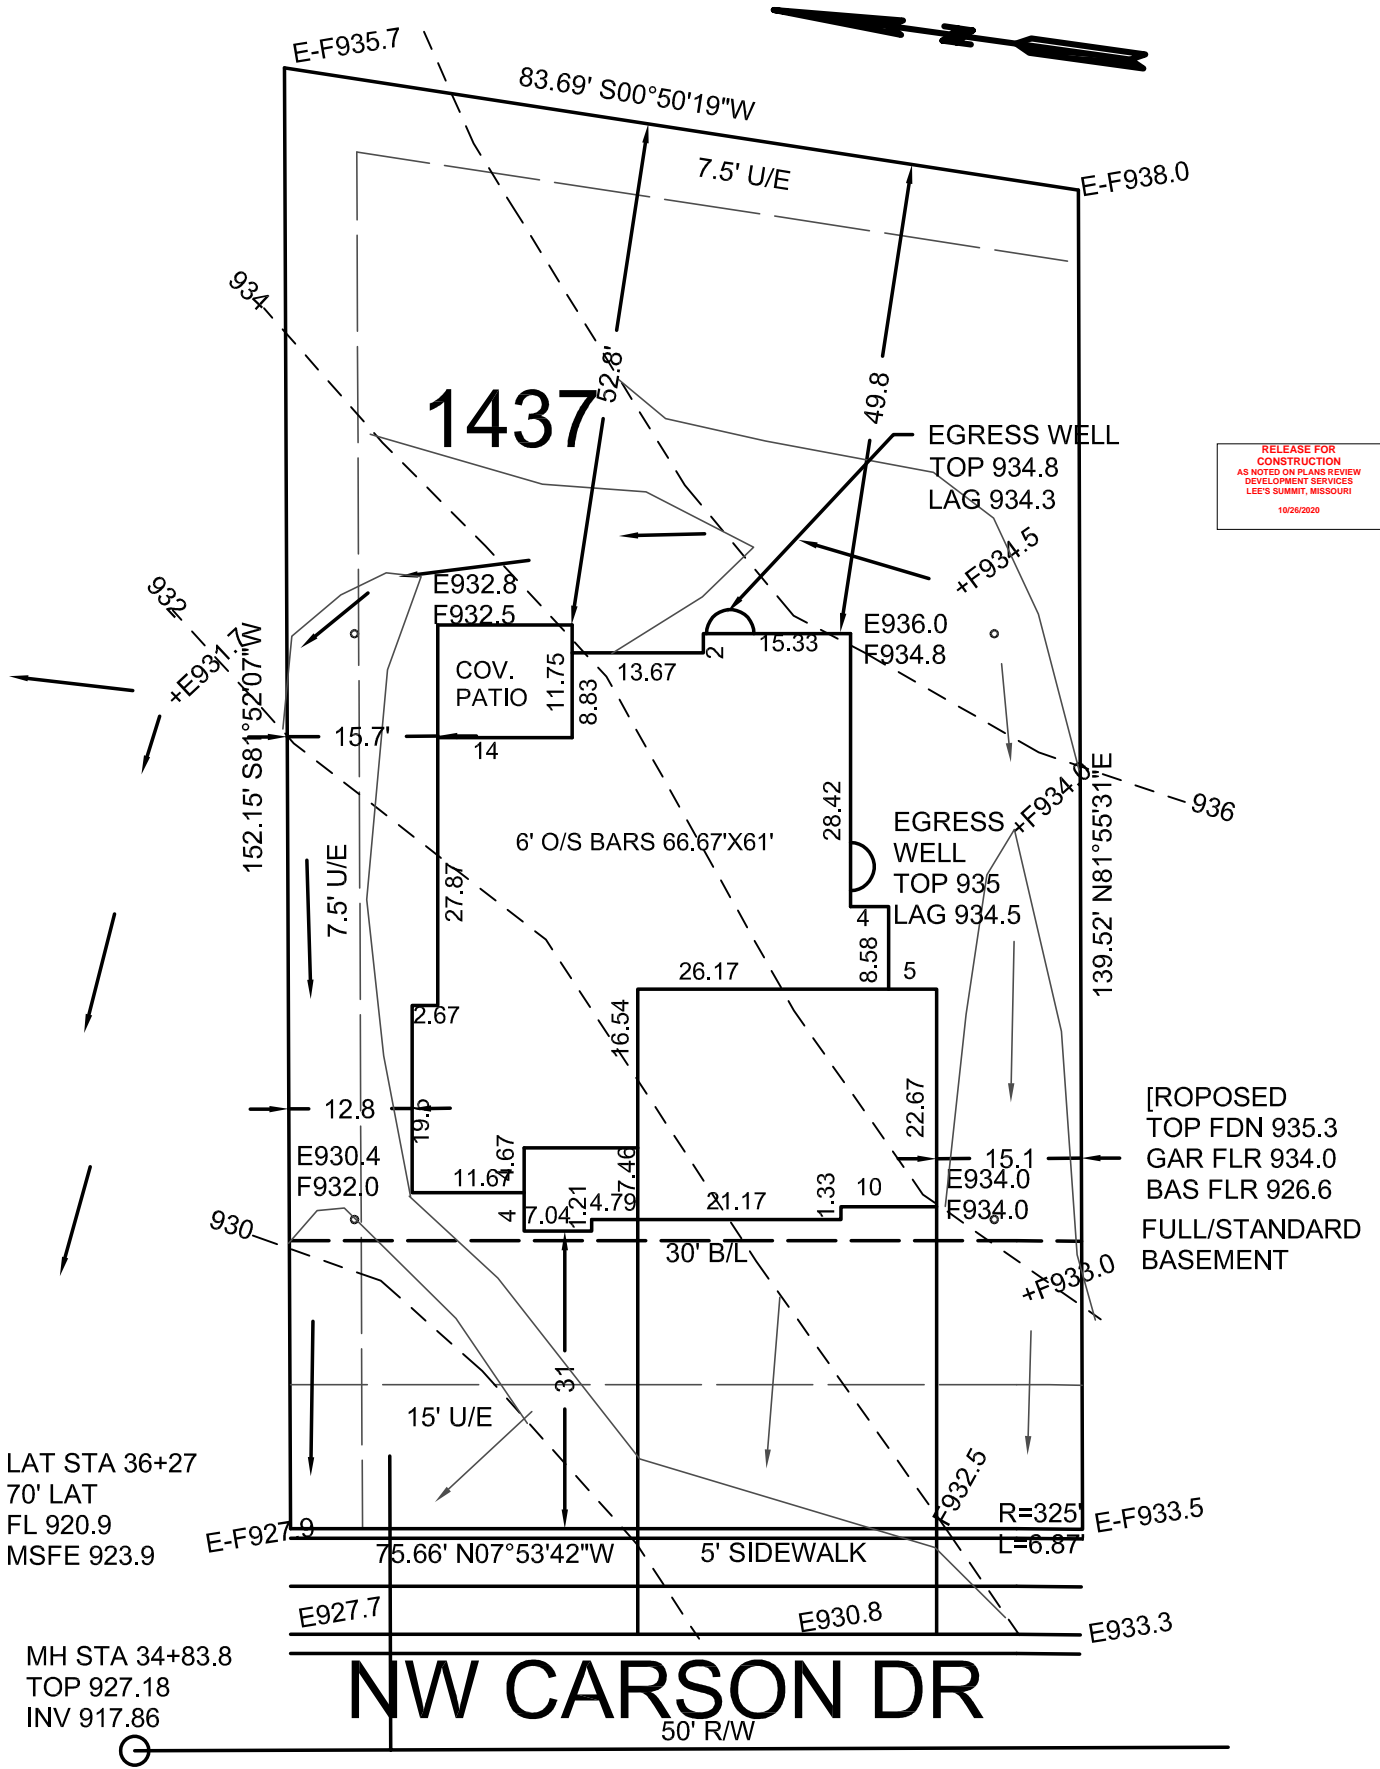 E-F935.7
83.69' S00°50'19"W
N
7.5' U/E
E-F938.0
934
1437
52.8'
49.8
EGRESS WELL
TOP 934.8
LAG 934.3
RELEASE FOR
CONSTRUCTION
AS NOTED ON PLANS REVIEW
DEVELOPMENT SERVICES
LEE'S SUMMIT, MISSOURI
10/26/2020
+F934.5
932
E932.8
F932.5
+E931.7
152.15' S81°52'07"W
COV.
PATIO
11.75
8.83
13.67
2
15.33
E936.0
F934.8
15.7'
14
936
+F934.0
139.52' N81°55'31"E
28.42
6' O/S BARS 66.67'X61'
EGRESS
WELL
TOP 935
LAG 934.5
7.5' U/E
27.87
4
8.58
5
26.17
2.67
16.54
12.8
19.5
22.67
[ROPOSED
TOP FDN 935.3
GAR FLR 934.0
BAS FLR 926.6
FULL/STANDARD
BASEMENT
E930.4
F932.0
11.67
4.67
7.46
15.1
E934.0
F934.0
930
4
7.04
1.21
4.79
21.17
1.33
10
30' B/L
+F933.0
31
15' U/E
LAT STA 36+27
70' LAT
FL 920.9
MSFE 923.9
E-F927.9
F932.5
R=325'
L=6.87'
E-F933.5
75.66' N07°53'42"W
5' SIDEWALK
E927.7
E930.8
E933.3
MH STA 34+83.8
TOP 927.18
INV 917.86
NW CARSON DR
50' R/W